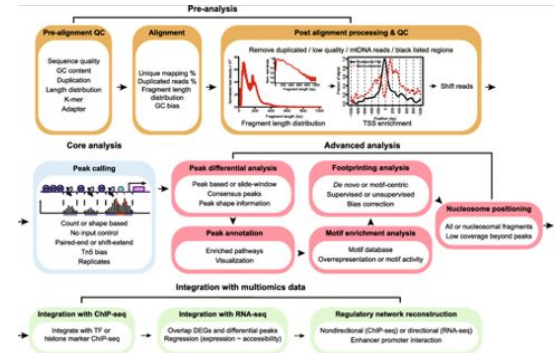 Pre-analysis
Pre-alignment QC
Sequence quality
GC content
Duplication
Length distribution
K-mer
Adapter
Alignment
Unique mapping %
Duplicated reads %
Fragment length
distribution
GC bias
Post alignment processing & QC
Remove duplicated / low quality / mtDNA reads / black listed regions
Fragment length (bp)
Fragment length distribution
Position (bp)
TSS enrichment
Shift reads
Core analysis
Peak calling
Count or shape based
No input control
Paired-end or shift-extend
Tn5 bias
Replicates
Advanced analysis
Peak differential analysis
Peak based or slide-window
Consensus peaks
Peak shape information
Footprinting analysis
De novo or motif-centric
Supervised or unsupervised
Bias correction
Peak annotation
Enriched pathways
Visualization
Motif enrichment analysis
Motif database
Overrepresentation or motif activity
Nucleosome positioning
All or nucleosomal fragments
Low coverage beyond peaks
Integration with multiomics data
Integration with ChIP-seq
Integrate with TF or
histone marker ChIP-seq
Integration with RNA-seq
Overlap DEGs and differential peaks
Regression (expression ~ accessibility)
Regulatory network reconstruction
Nondirectional (ChIP-seq) or directional (RNA-seq)
Enhancer promoter interaction